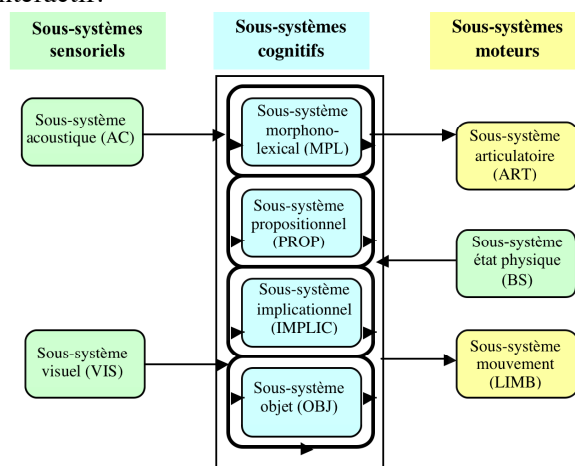 interactif.
Sous-systèmes
sensoriels
Sous-systèmes
cognitifs
Sous-systèmes
moteurs
Sous-système
acoustique (AC)
Sous-système
morphono-
lexical (MPL)
Sous-système
articulatoire
(ART)
Sous-système
propositionnel
(PROP)
Sous-système
état physique
(BS)
Sous-système
implicationnel
(IMPLIC)
Sous-système
visuel (VIS)
Sous-système
mouvement
(LIMB)
Sous-système
objet (OBJ)